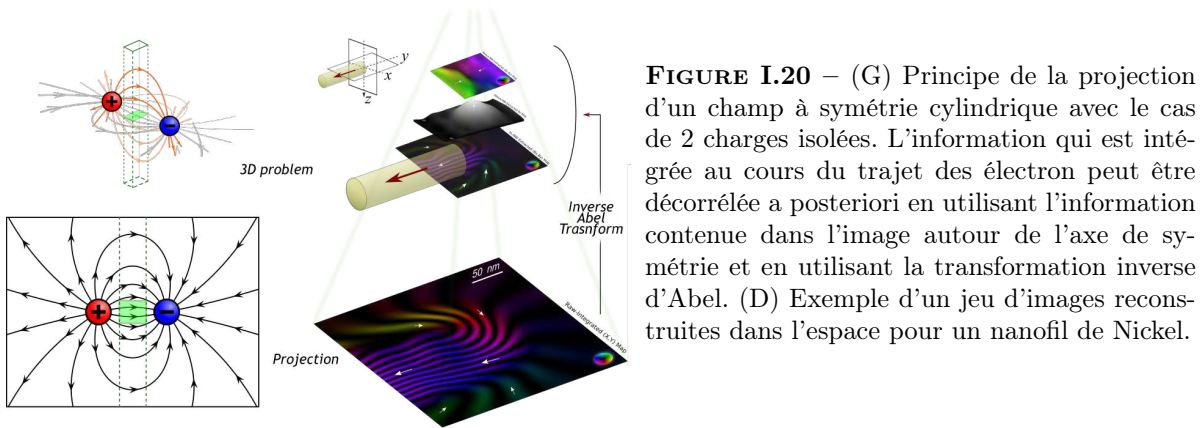 +
−
3D problem
+
−
Projection
y
x
z
Inverse
Abel
Trasnform
50 nm
Raw-Integrated (X,Y) Map
FIGURE I.20 – (G) Principe de la projection
d'un champ à symétrie cylindrique avec le cas
de 2 charges isolées. L'information qui est inté-
grée au cours du trajet des électron peut être
décorrélée a posteriori en utilisant l'information
contenue dans l'image autour de l'axe de sy-
métrie et en utilisant la transformation inverse
d'Abel. (D) Exemple d'un jeu d'images recons-
truites dans l'espace pour un nanofil de Nickel.